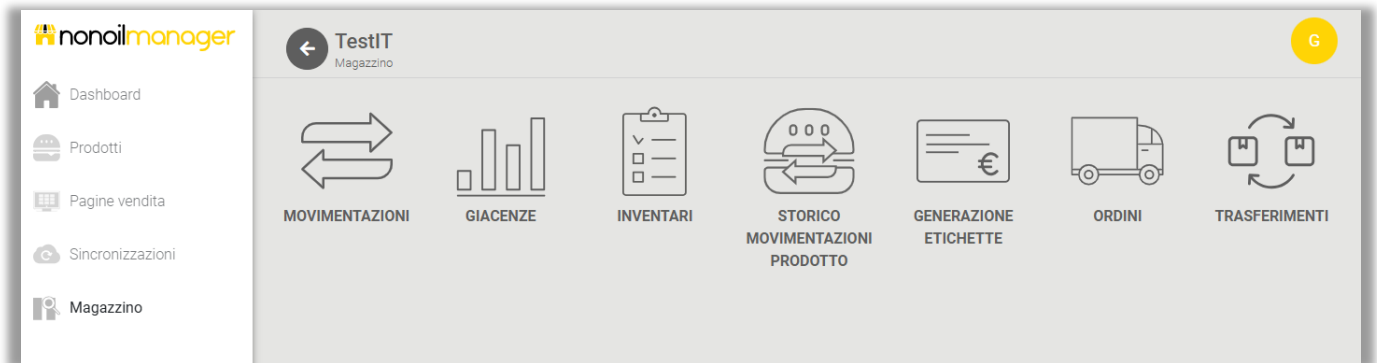 nonoilmanager
TestIT
Magazzino
G
Dashboard
Prodotti
Pagine vendita
Sincronizzazioni
Magazzino
MOVIMENTAZIONI
GIACENZE
INVENTARI
STORICO
MOVIMENTAZIONI
PRODOTTO
€
GENERAZIONE
ETICHETTE
ORDINI
TRASFERIMENTI